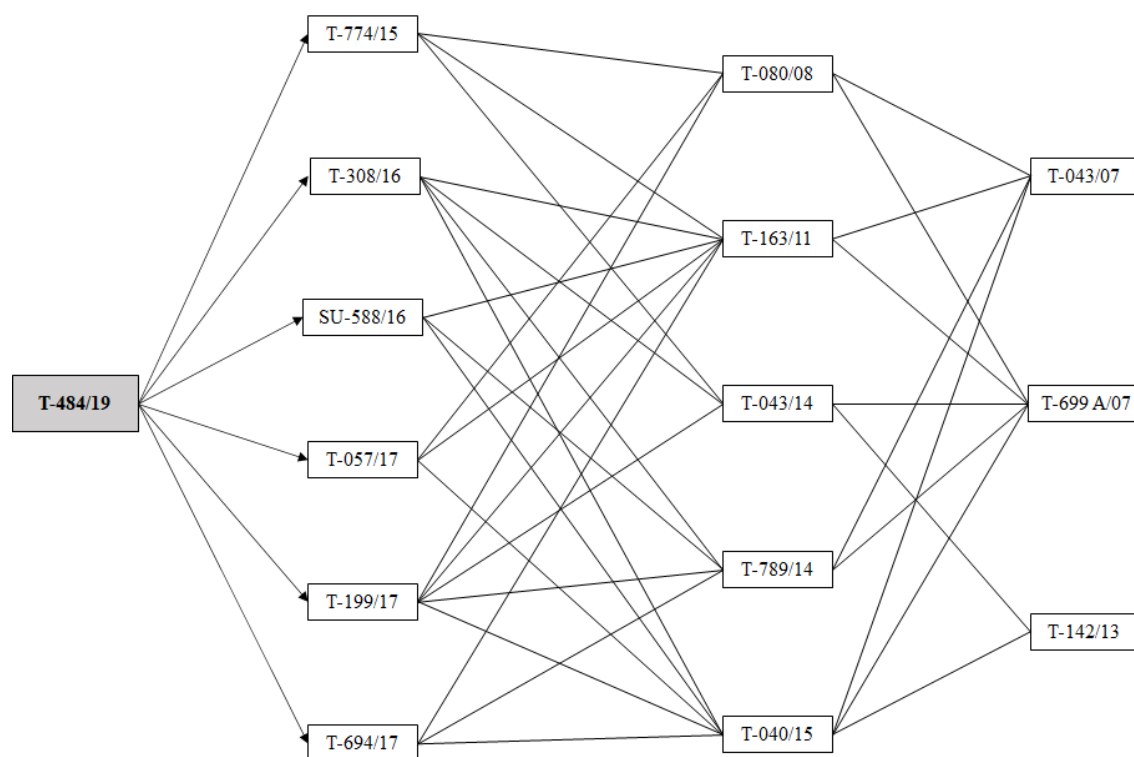 T-484/19
T-774/15
T-308/16
SU-588/16
T-057/17
T-199/17
T-694/17
T-080/08
T-163/11
T-043/14
T-789/14
T-040/15
T-043/07
T-699 A/07
T-142/13